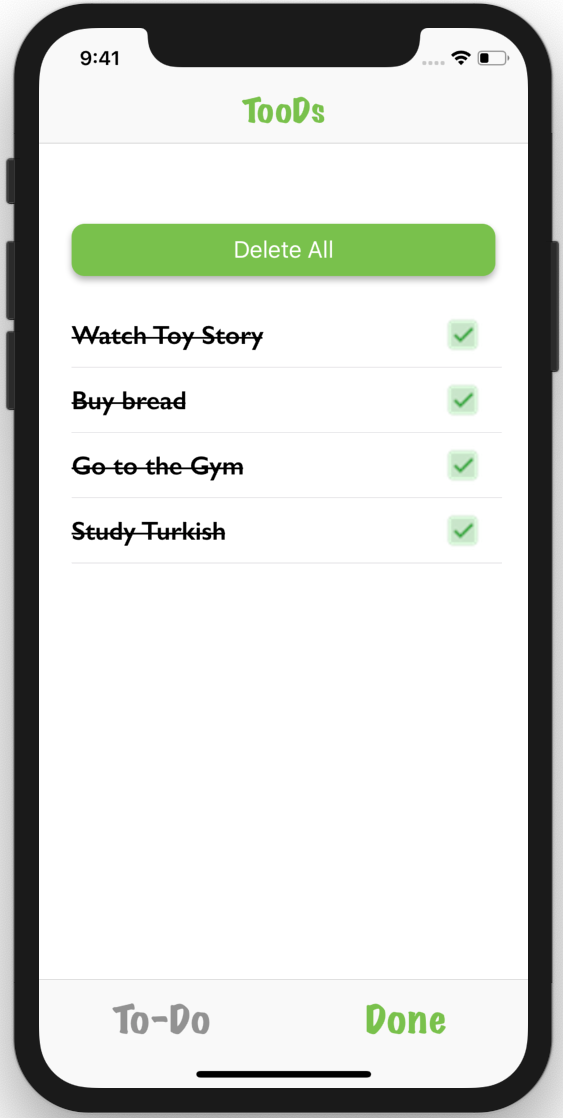 9:41
TooDs
Delete All
Watch Toy Story
Buy bread
Go to the Gym
Study Turkish
To-Do
Done